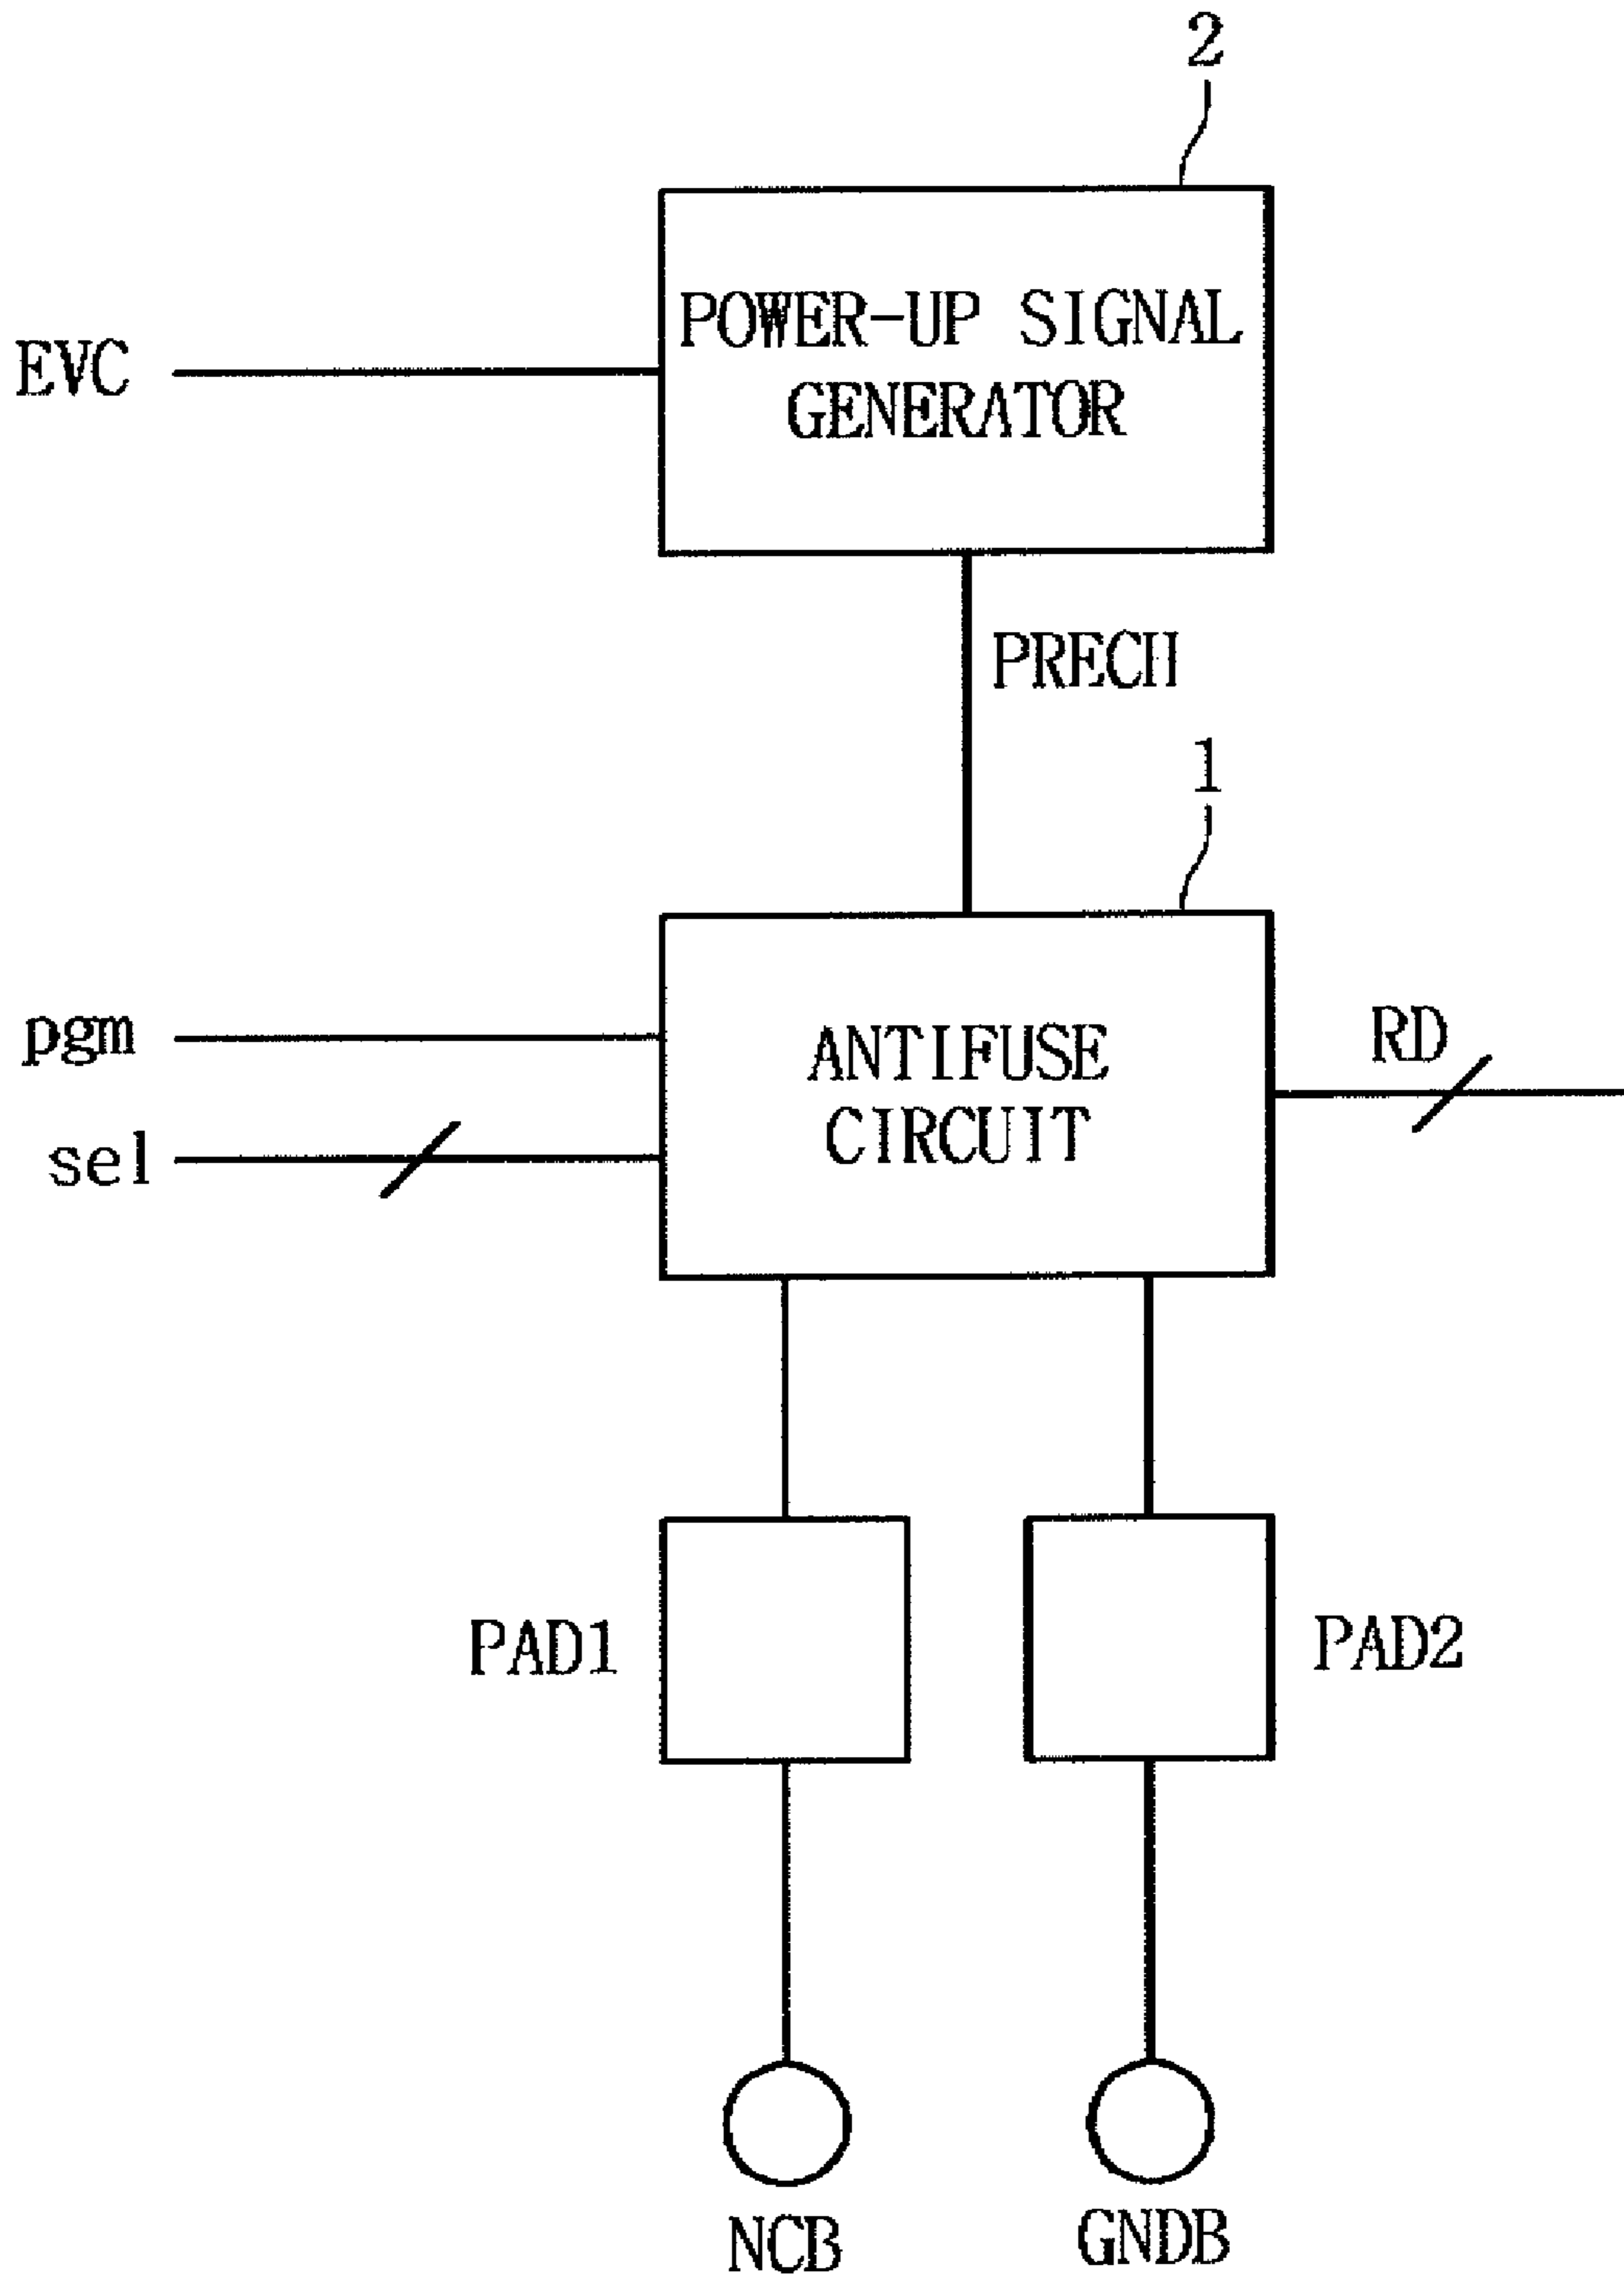 2
POWER-UP SIGNAL
GENERATOR
EVC
PRECH
1
pgm
sel
ANTIFUSE
CIRCUIT
RD
PAD1
PAD2
NCB
GNDB